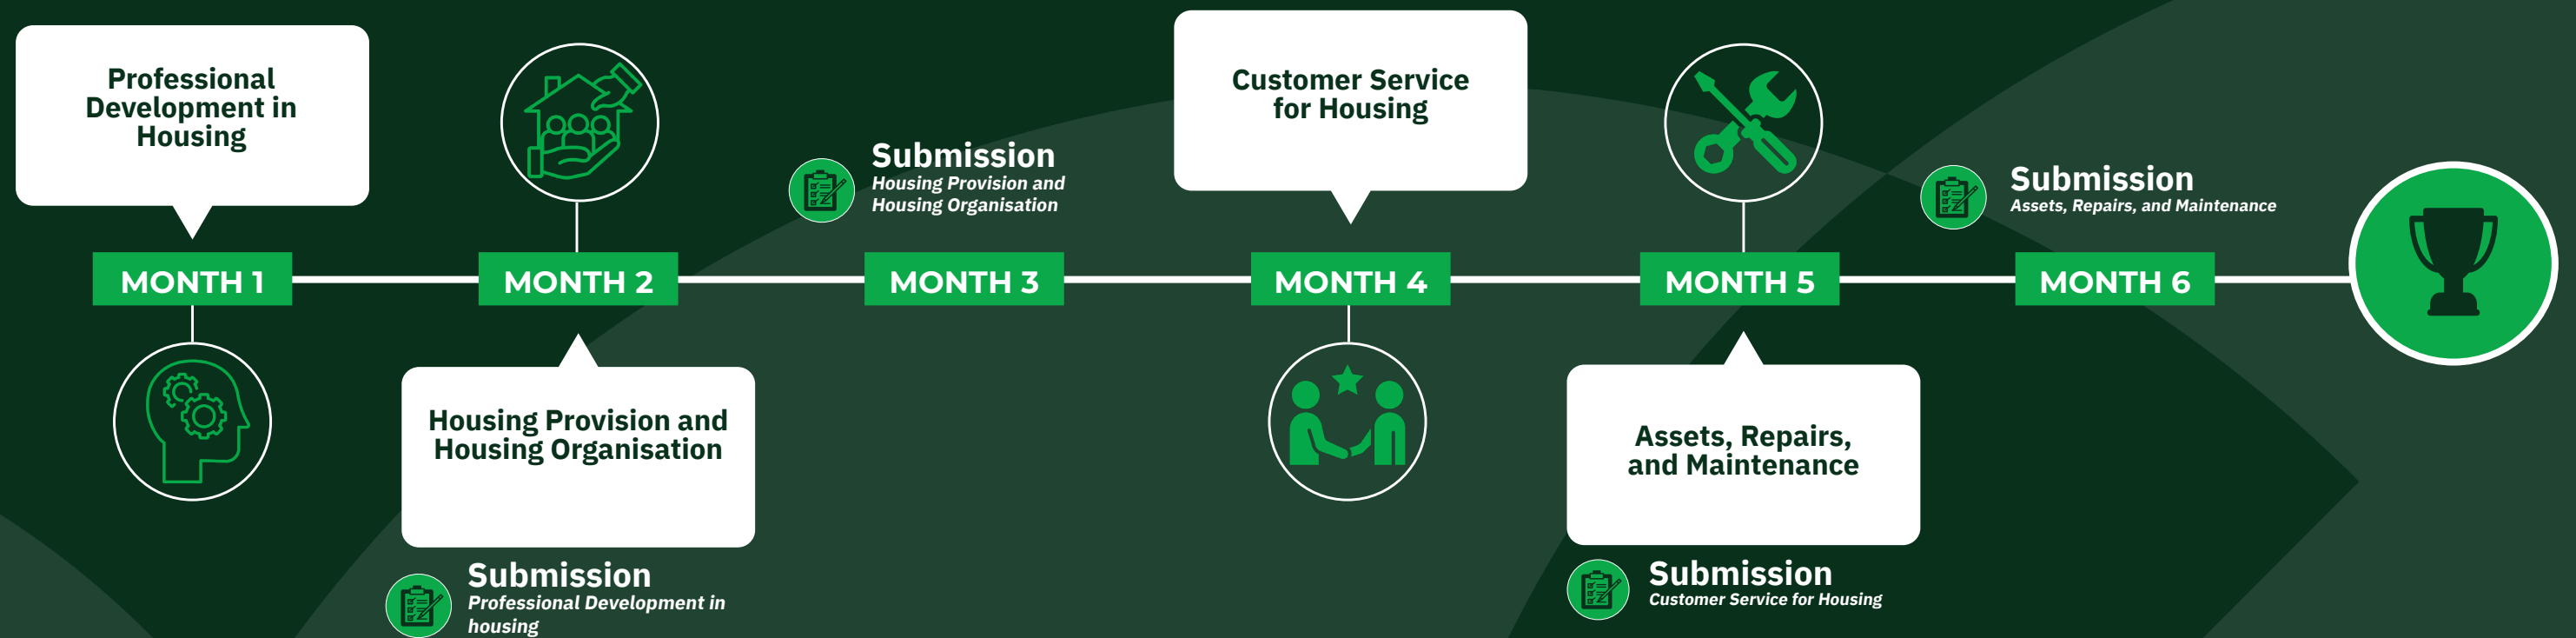 Professional
Development in
Housing
MONTH 1
MONTH 2
Housing Provision and
Housing Organisation
Submission
Professional Development in
housing
Submission
Housing Provision and
Housing Organisation
MONTH 3
Customer Service
for Housing
MONTH 4
MONTH 5
Assets, Repairs,
and Maintenance
Submission
Customer Service for Housing
Submission
Assets, Repairs, and Maintenance
MONTH 6